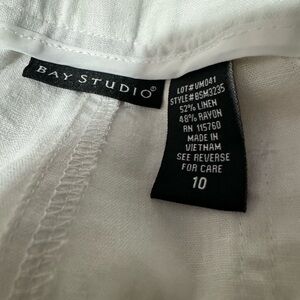 BAY STUDIO®
LOT#VM041
STYLE#BSM3235
52% LINEN
48% RAYON
RN 115760
MADE IN
VIETNAM
SEE REVERSE
FOR CARE
10